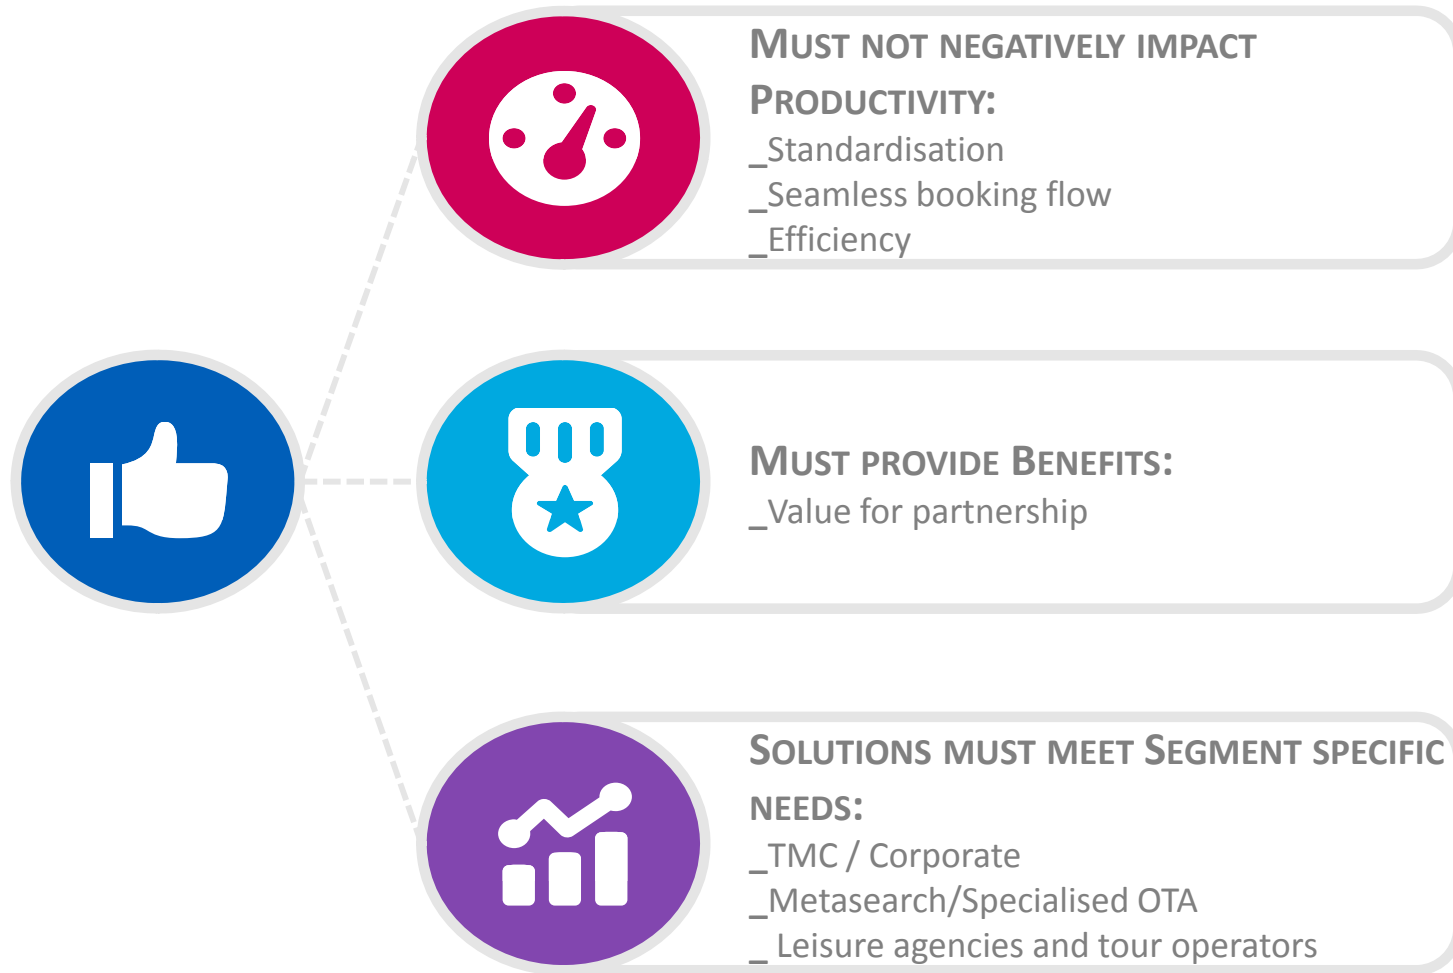 MUST NOT NEGATIVELY IMPACT
PRODUCTIVITY:
_Standardisation
_Seamless booking flow
_Efficiency
MUST PROVIDE BENEFITS:
_Value for partnership
SOLUTIONS MUST MEET SEGMENT SPECIFIC
NEEDS:
_TMC / Corporate
_Metasearch/Specialised OTA
_ Leisure agencies and tour operators